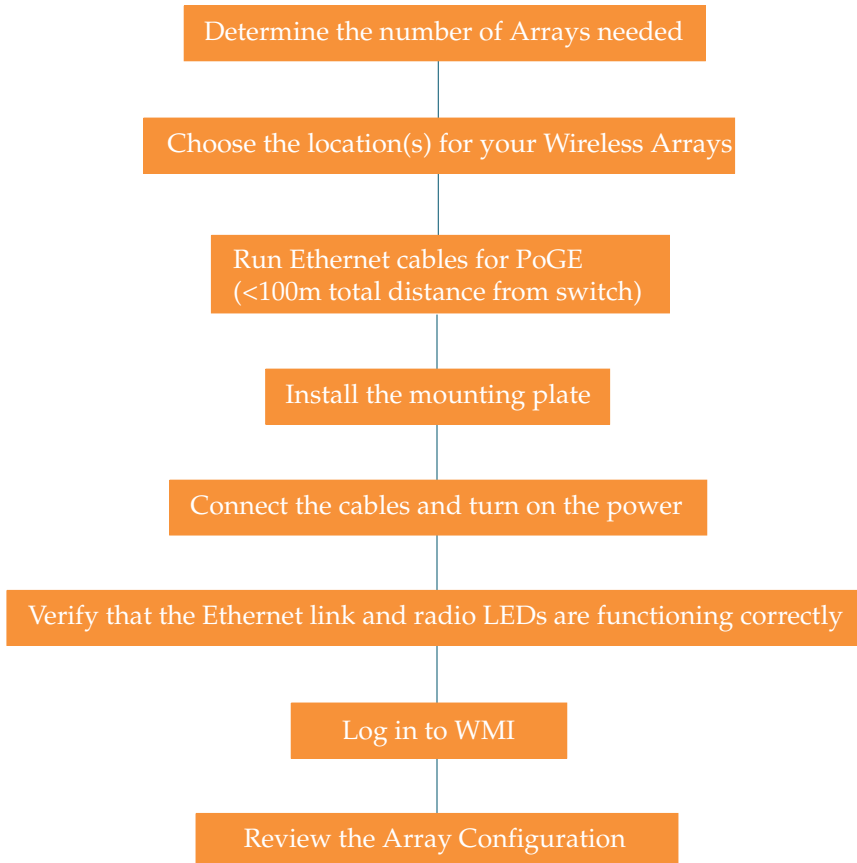 Determine the number of Arrays needed
Choose the location(s) for your Wireless Arrays
Run Ethernet cables for PoGE
(<100m total distance from switch)
Install the mounting plate
Connect the cables and turn on the power
Verify that the Ethernet link and radio LEDs are functioning correctly
Log in to WMI
Review the Array Configuration